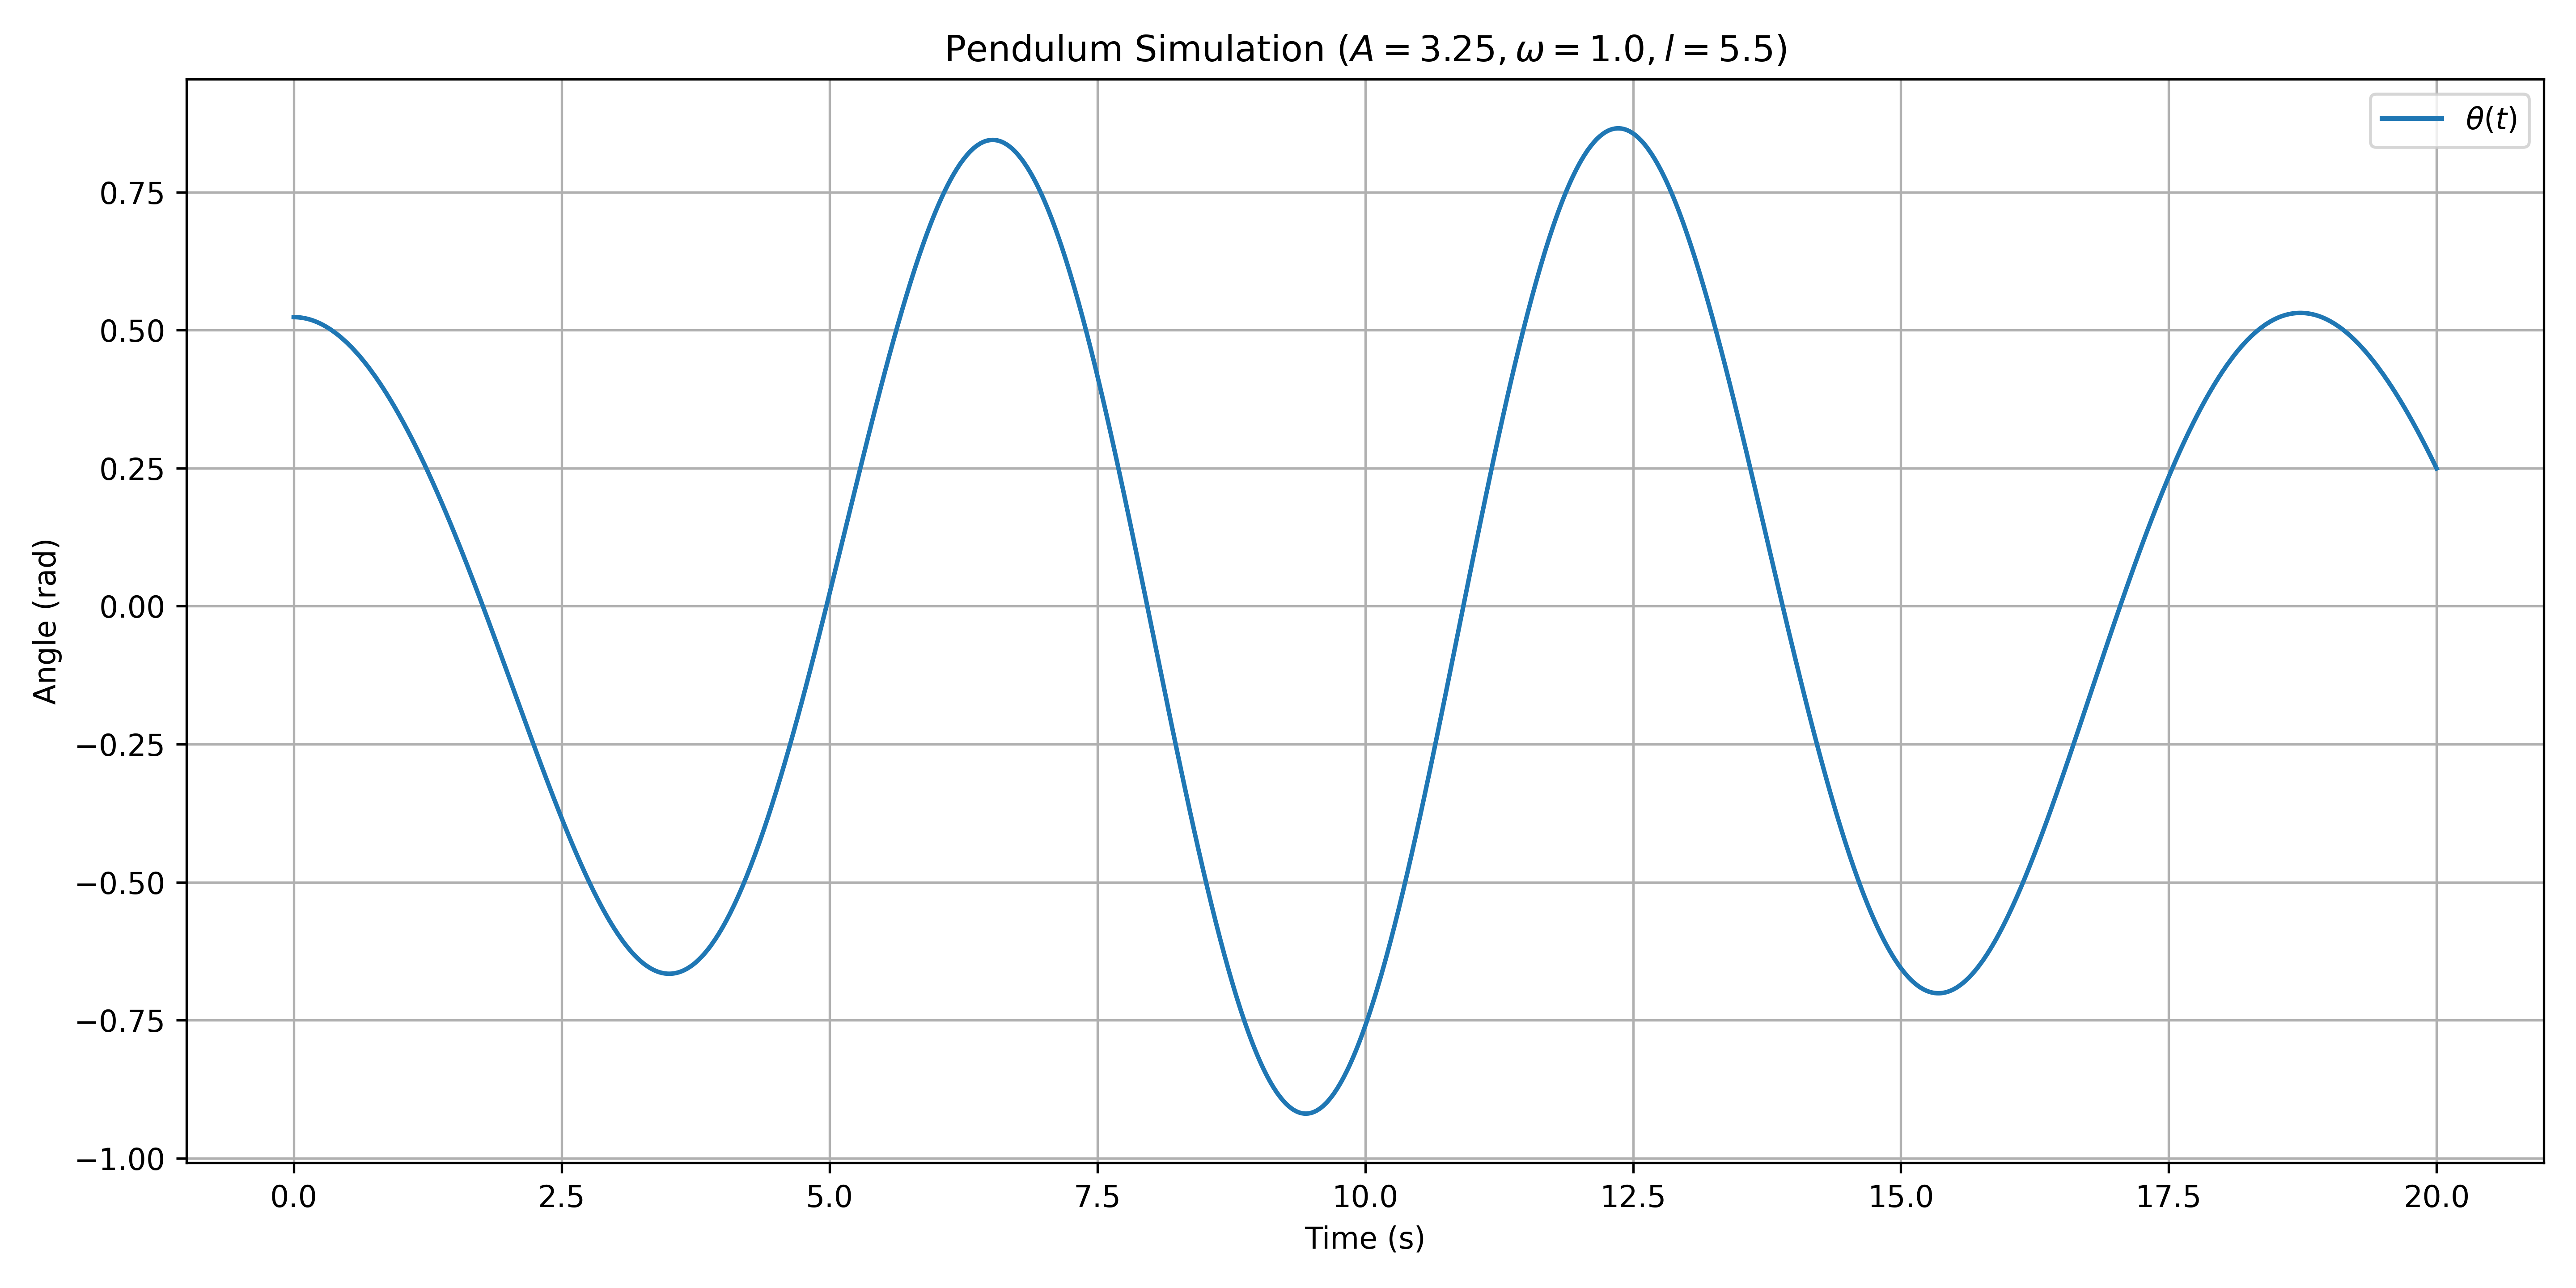 Pendulum Simulation (A = 3.25, ω = 1.0, l = 5.5)
θ(t)
Angle (rad)
0.75
0.50
0.25
0.00
−0.25
−0.50
−0.75
−1.00
0.0 2.5 5.0 7.5 10.0 12.5 15.0 17.5 20.0
Time (s)